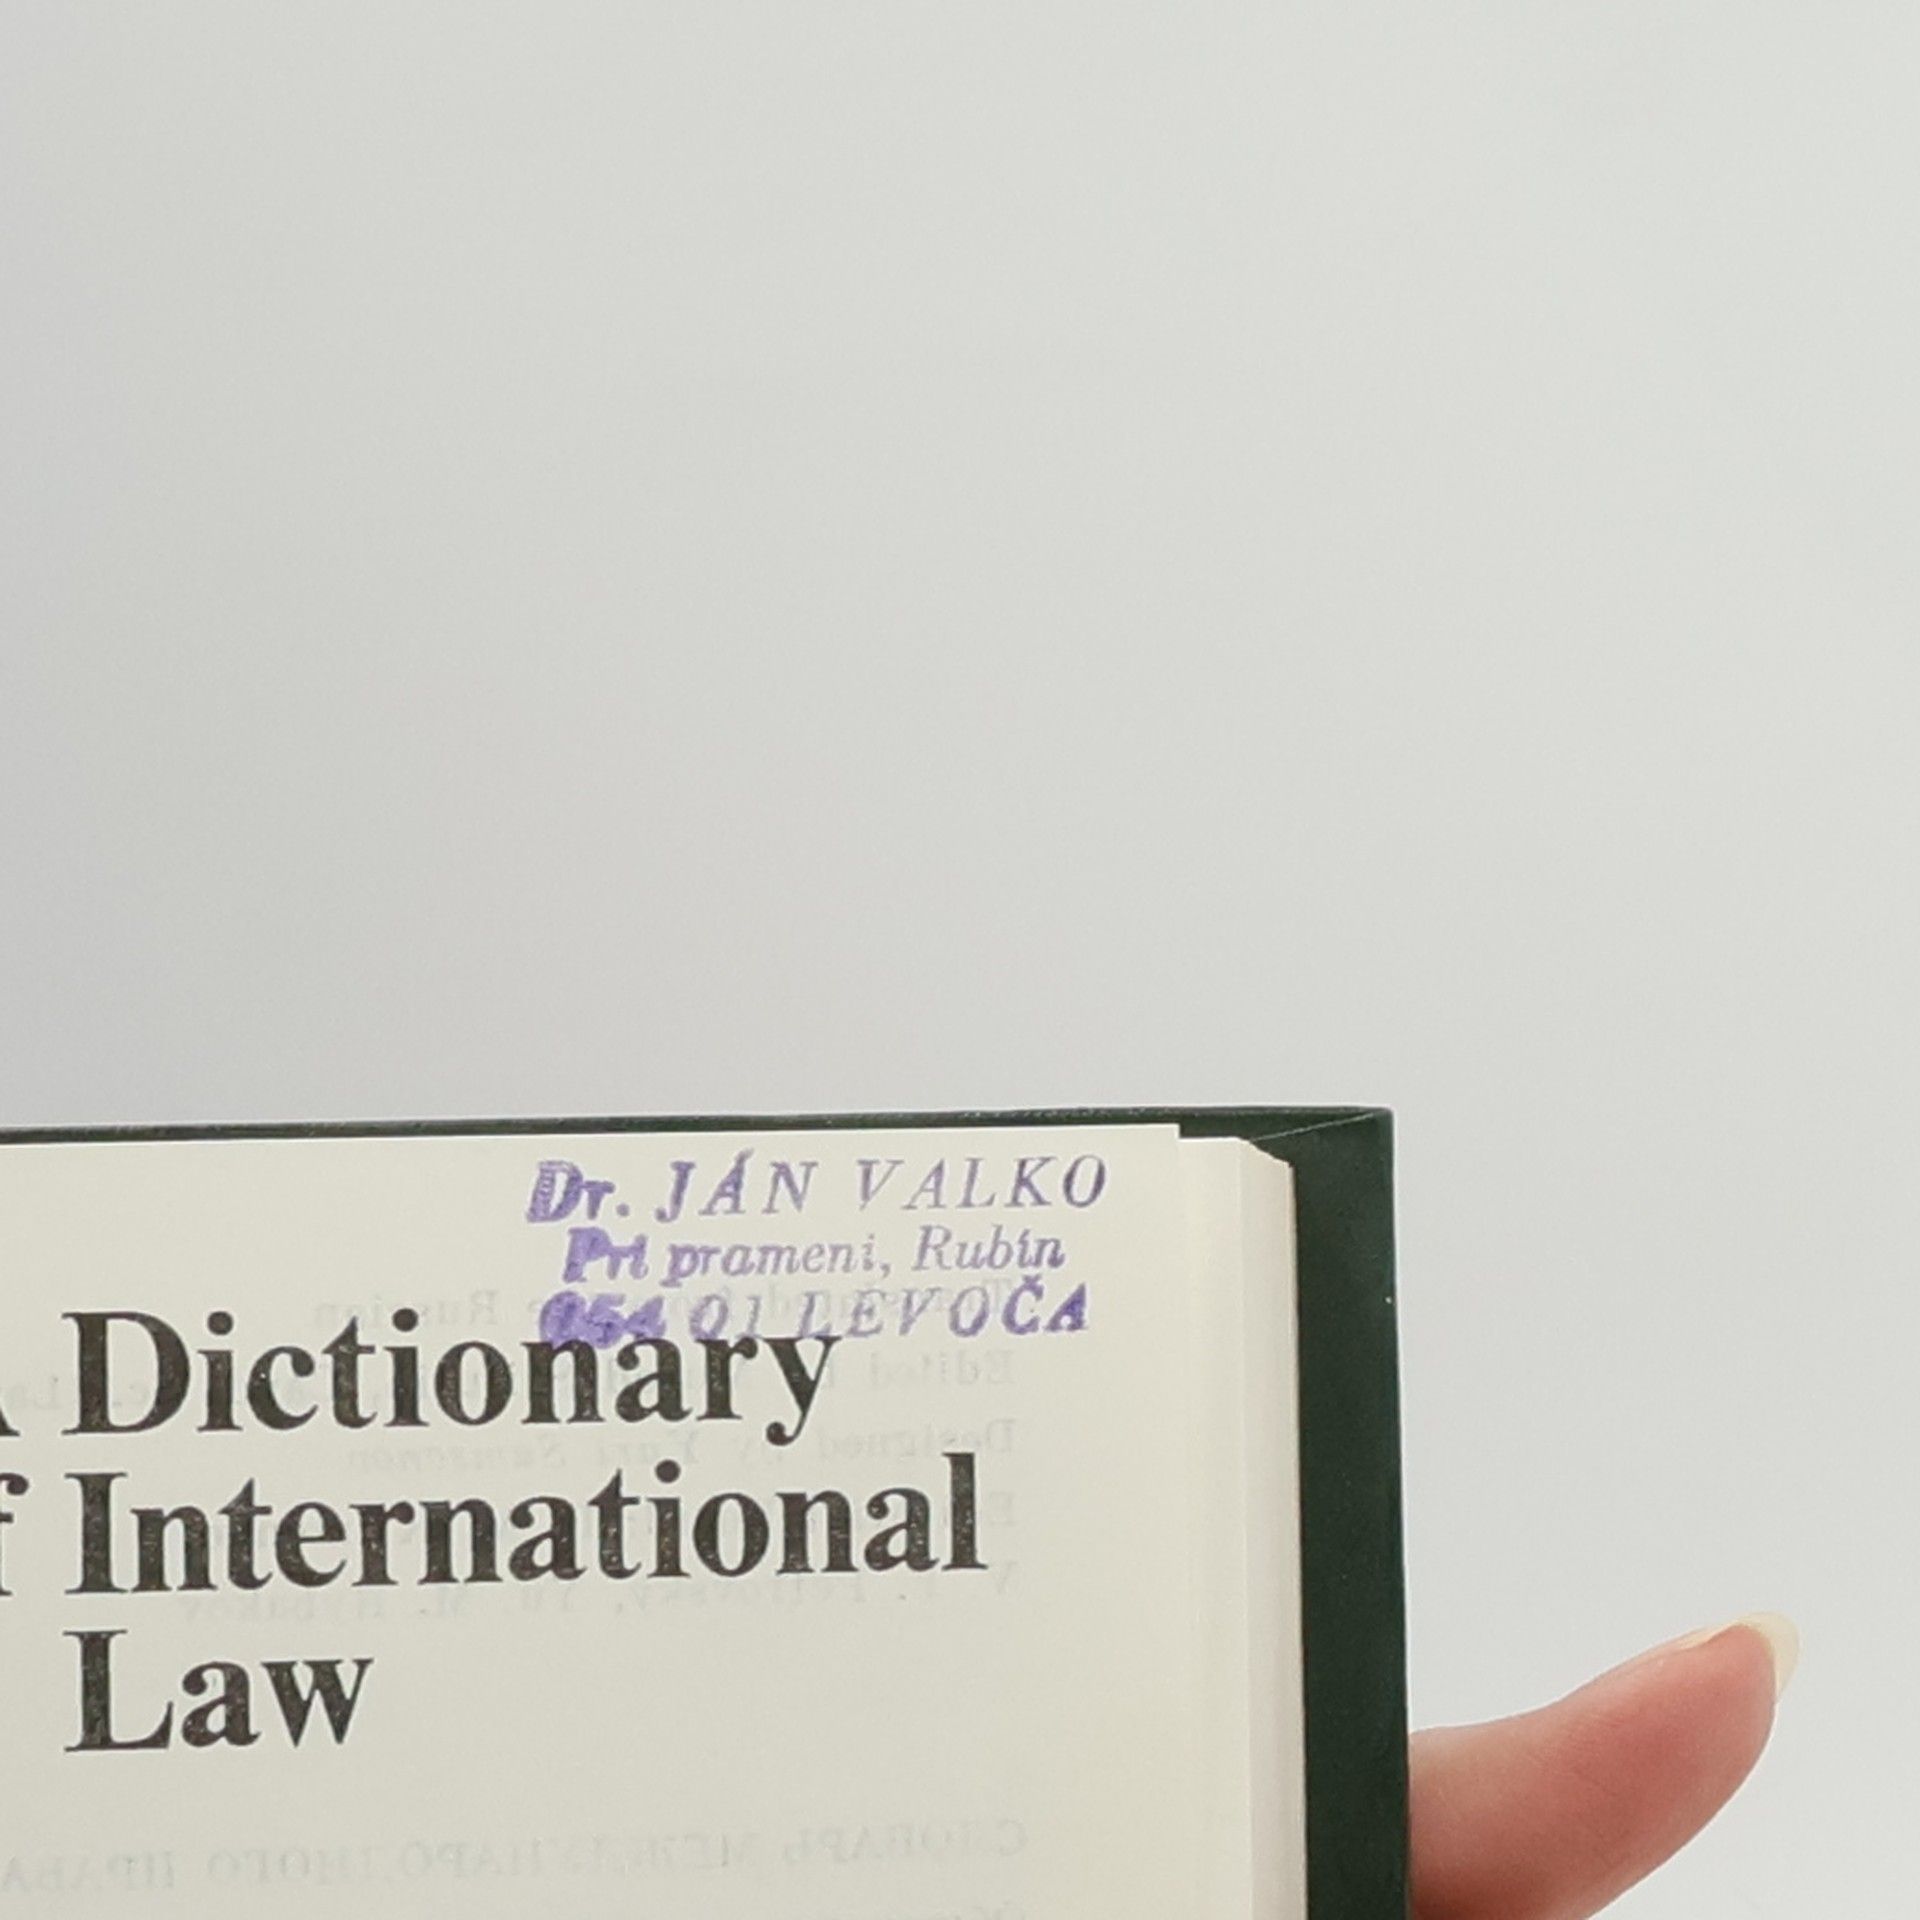 Dr. JÁN VALKO
Pri prameni, Rubín
054 01 LEVOČA
A Dictionary
f International
Law